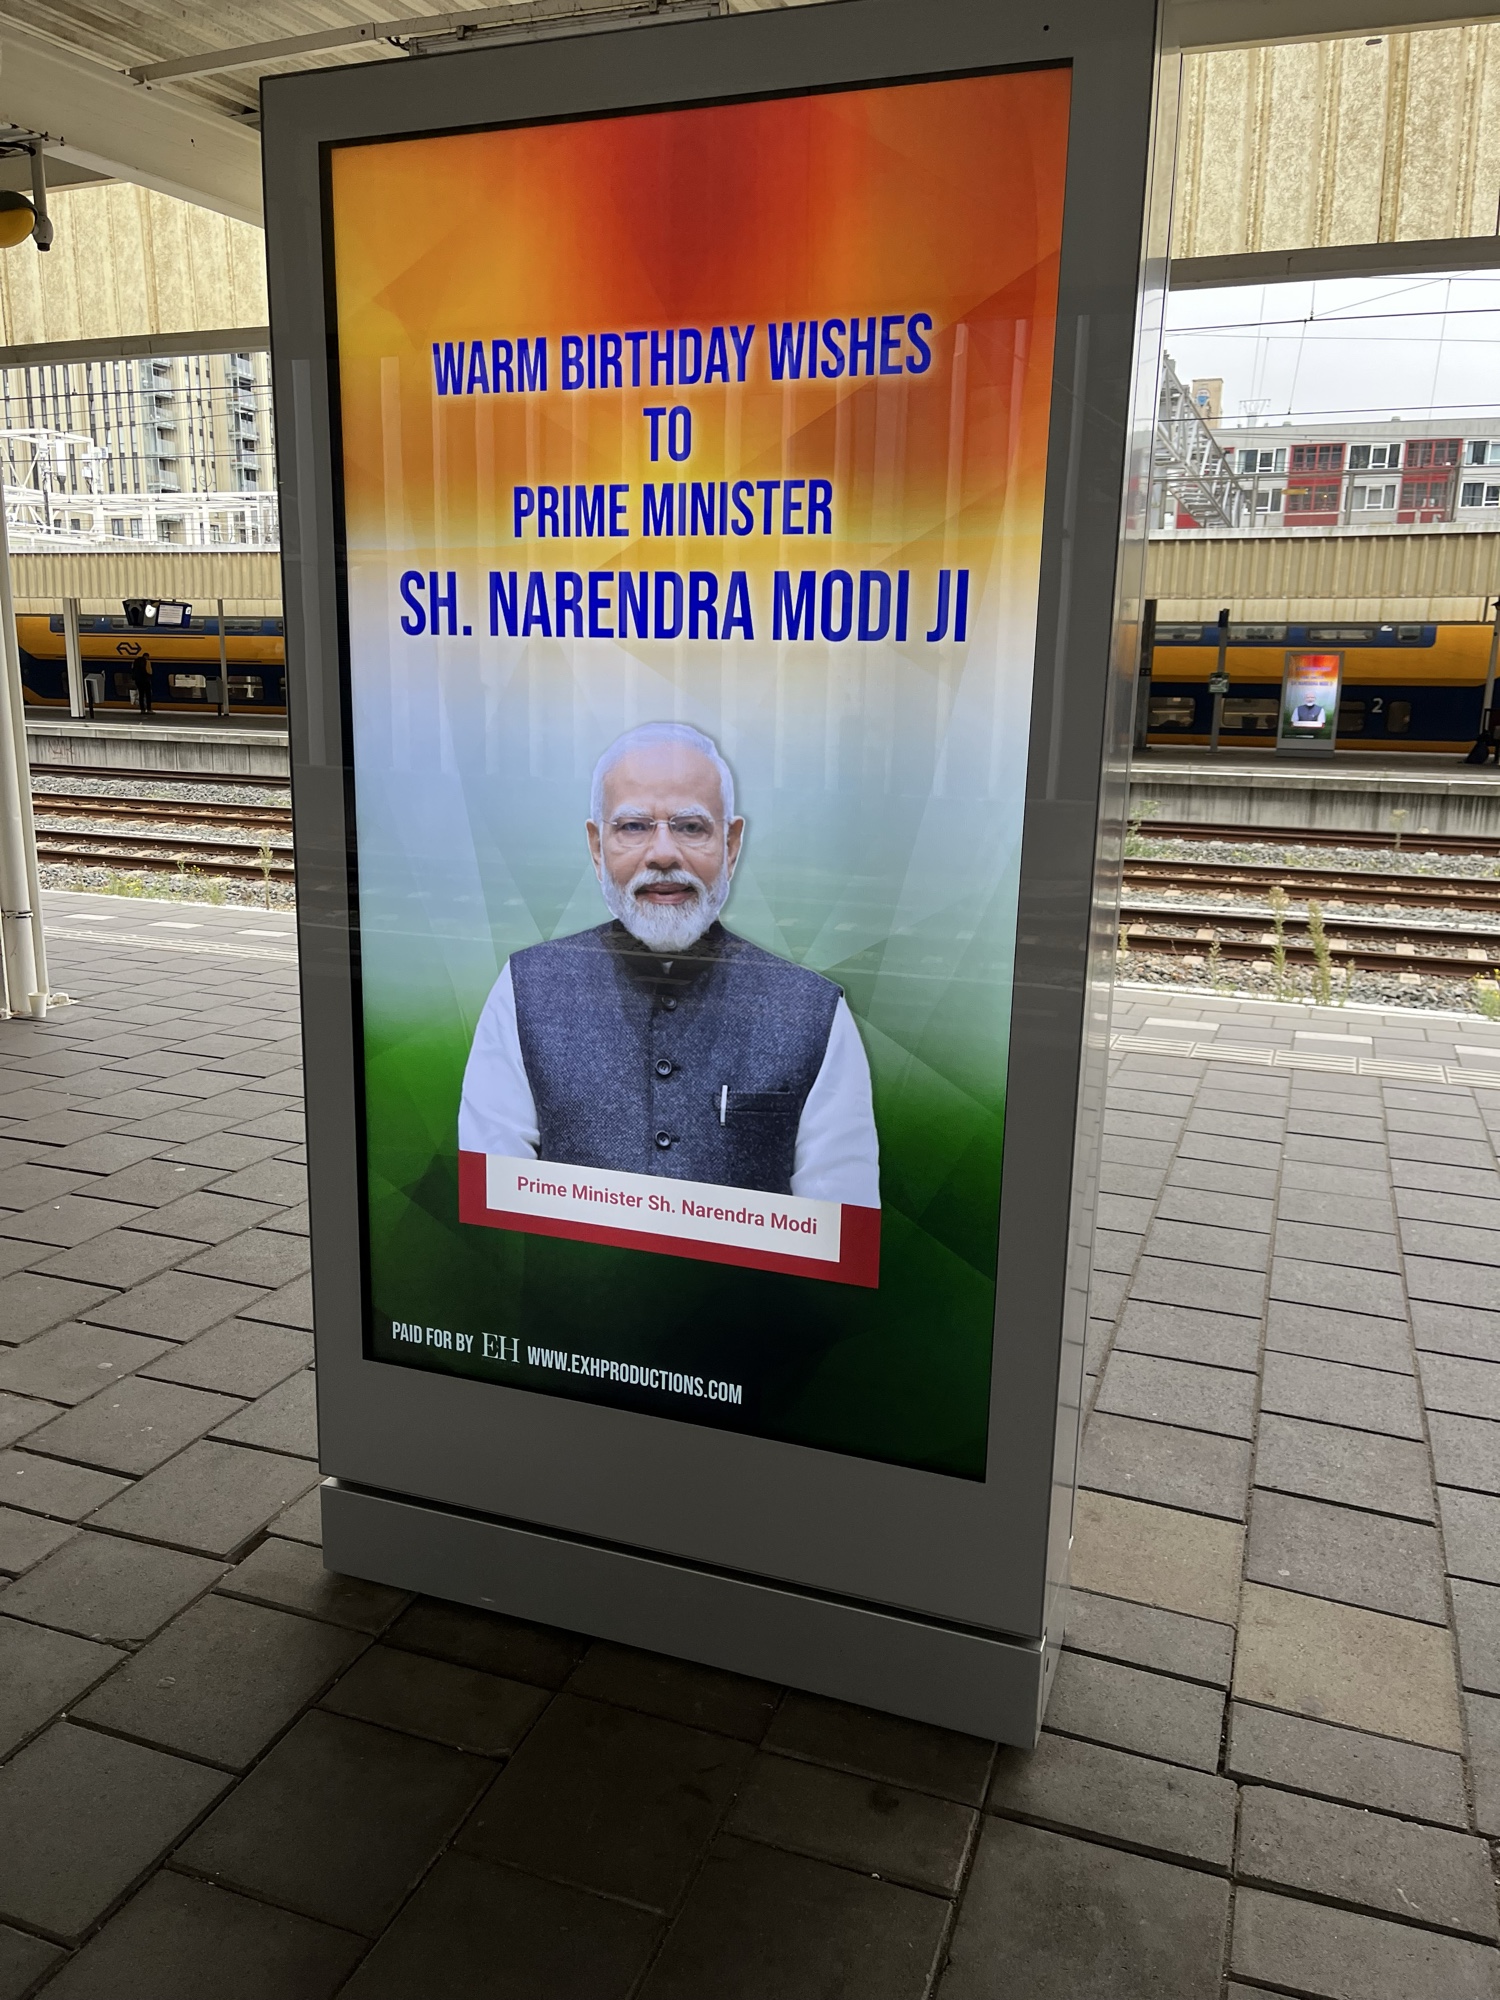 WARM BIRTHDAY WISHES
TO
PRIME MINISTER
SH. NARENDRA MODI JI
Prime Minister Sh. Narendra Modi
PAID FOR BY EH WWW.EXHPRODUCTIONS.COM
2